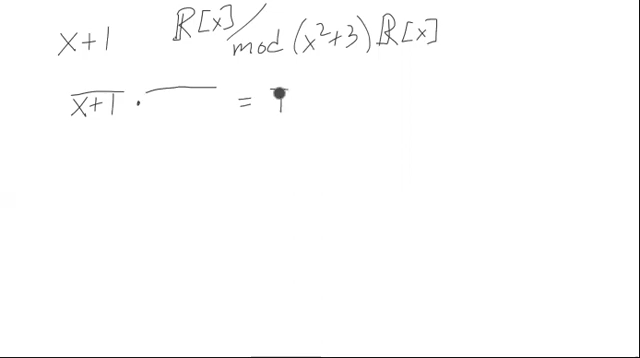 x+1 ℝ[x]/mod (x²+3)ℝ[x]
x̅+̅1̅ · ___ = 1̅